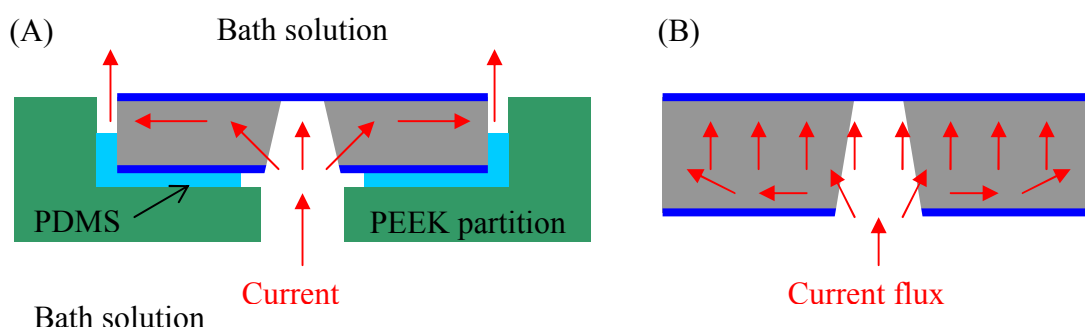 (A)
Bath solution
PDMS
PEEK partition
Current
Bath solution
(B)
Current flux